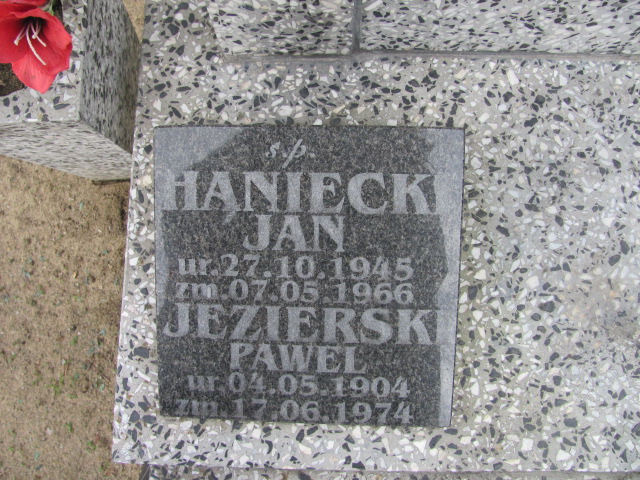 ś.p.
HANIECKI
JAN
ur.27.10.1945
zm.07.05.1966
JEZIERSKI
PAWEŁ
ur.04.05.1904
zm.17.06.1974